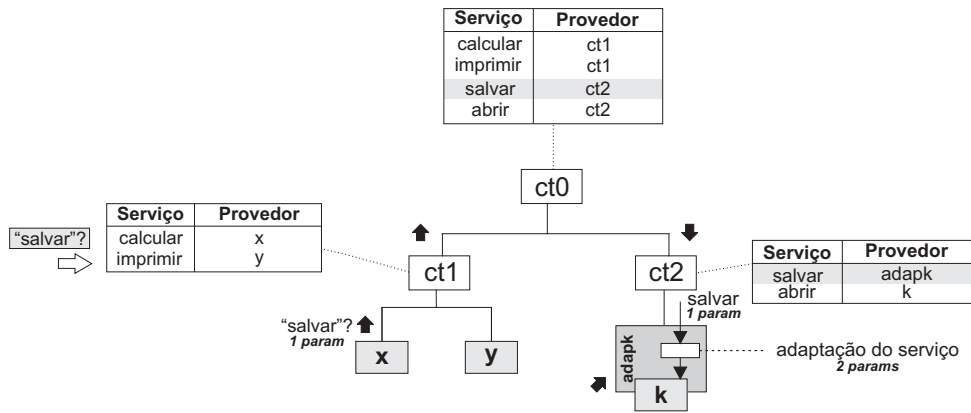 Serviço Provedor
calcular ct1
imprimir ct1
salvar ct2
abrir ct2
ct0
Serviço Provedor
"salvar"? calcular x
imprimir y
ct1
ct2
Serviço Provedor
salvar adapk
abrir k
"salvar"?
1 param
x
y
salvar
1 param
adapk
k
adaptação do serviço
2 params